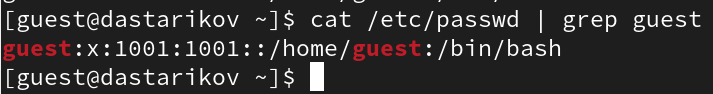 [guest@dastarikov ~]$ cat /etc/passwd | grep guest
guest:x:1001:1001::/home/guest:/bin/bash
[guest@dastarikov ~]$